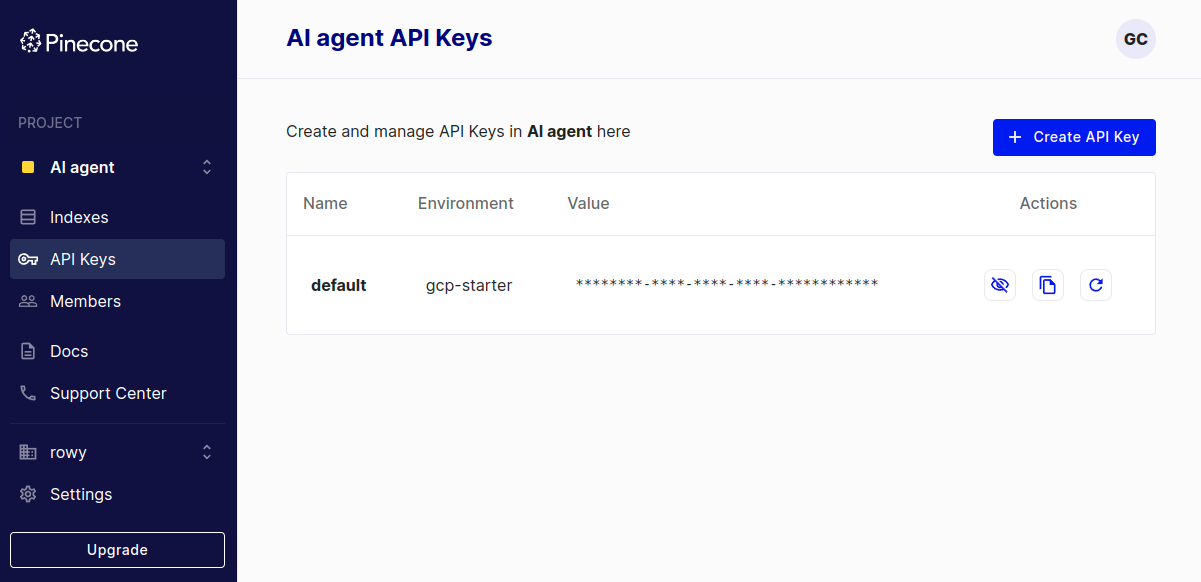 Pinecone
PROJECT
AI agent
Indexes
API Keys
Members
Docs
Support Center
rowy
Settings
Upgrade
AI agent API Keys
GC
Create and manage API Keys in AI agent here
+ Create API Key
Name Environment Value Actions
default gcp-starter ********-****-****-****-************